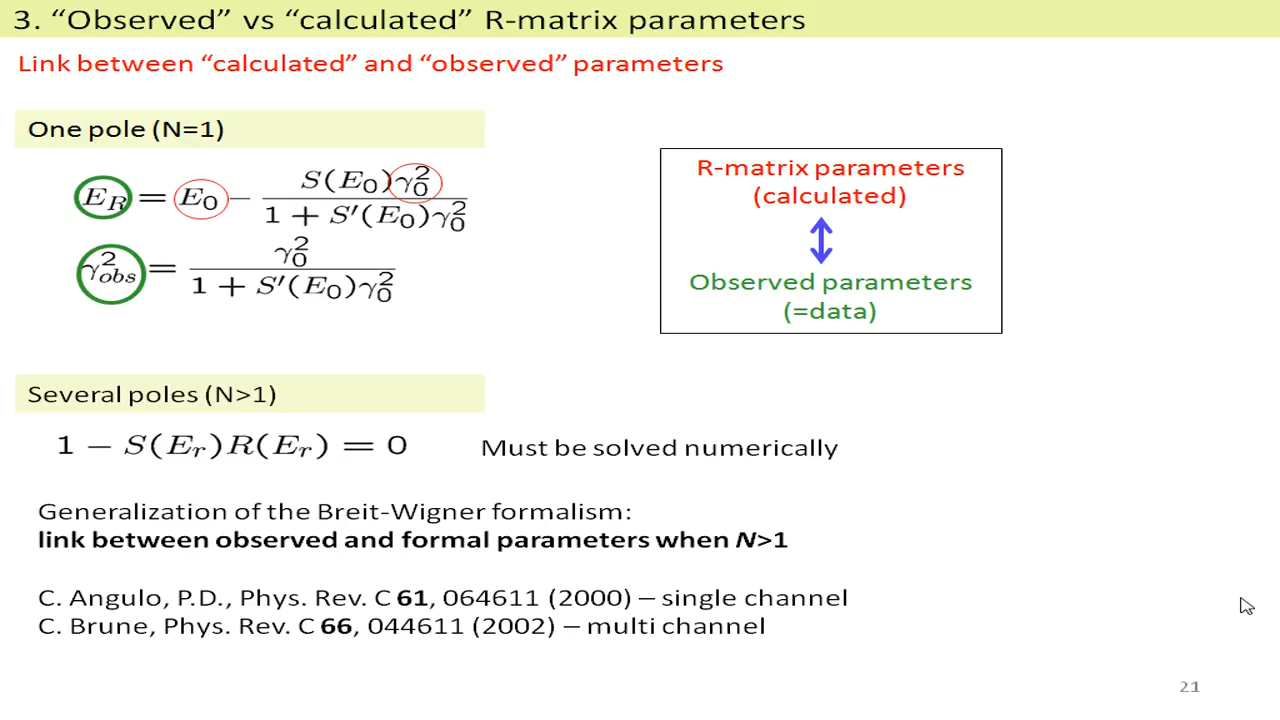 3. “Observed” vs “calculated” R-matrix parameters
Link between “calculated” and “observed” parameters
One pole (N=1)
E_R = E_0 − \frac{S(E_0)γ_0^2}{1 + S′(E_0)γ_0^2}
γ_{obs}^2 = \frac{γ_0^2}{1 + S′(E_0)γ_0^2}
R-matrix parameters
(calculated)
Observed parameters
(=data)
Several poles (N>1)
1 − S(E_r)R(E_r) = 0 Must be solved numerically
Generalization of the Breit-Wigner formalism:
link between observed and formal parameters when N>1
C. Angulo, P.D., Phys. Rev. C 61, 064611 (2000) – single channel
C. Brune, Phys. Rev. C 66, 044611 (2002) – multi channel
21